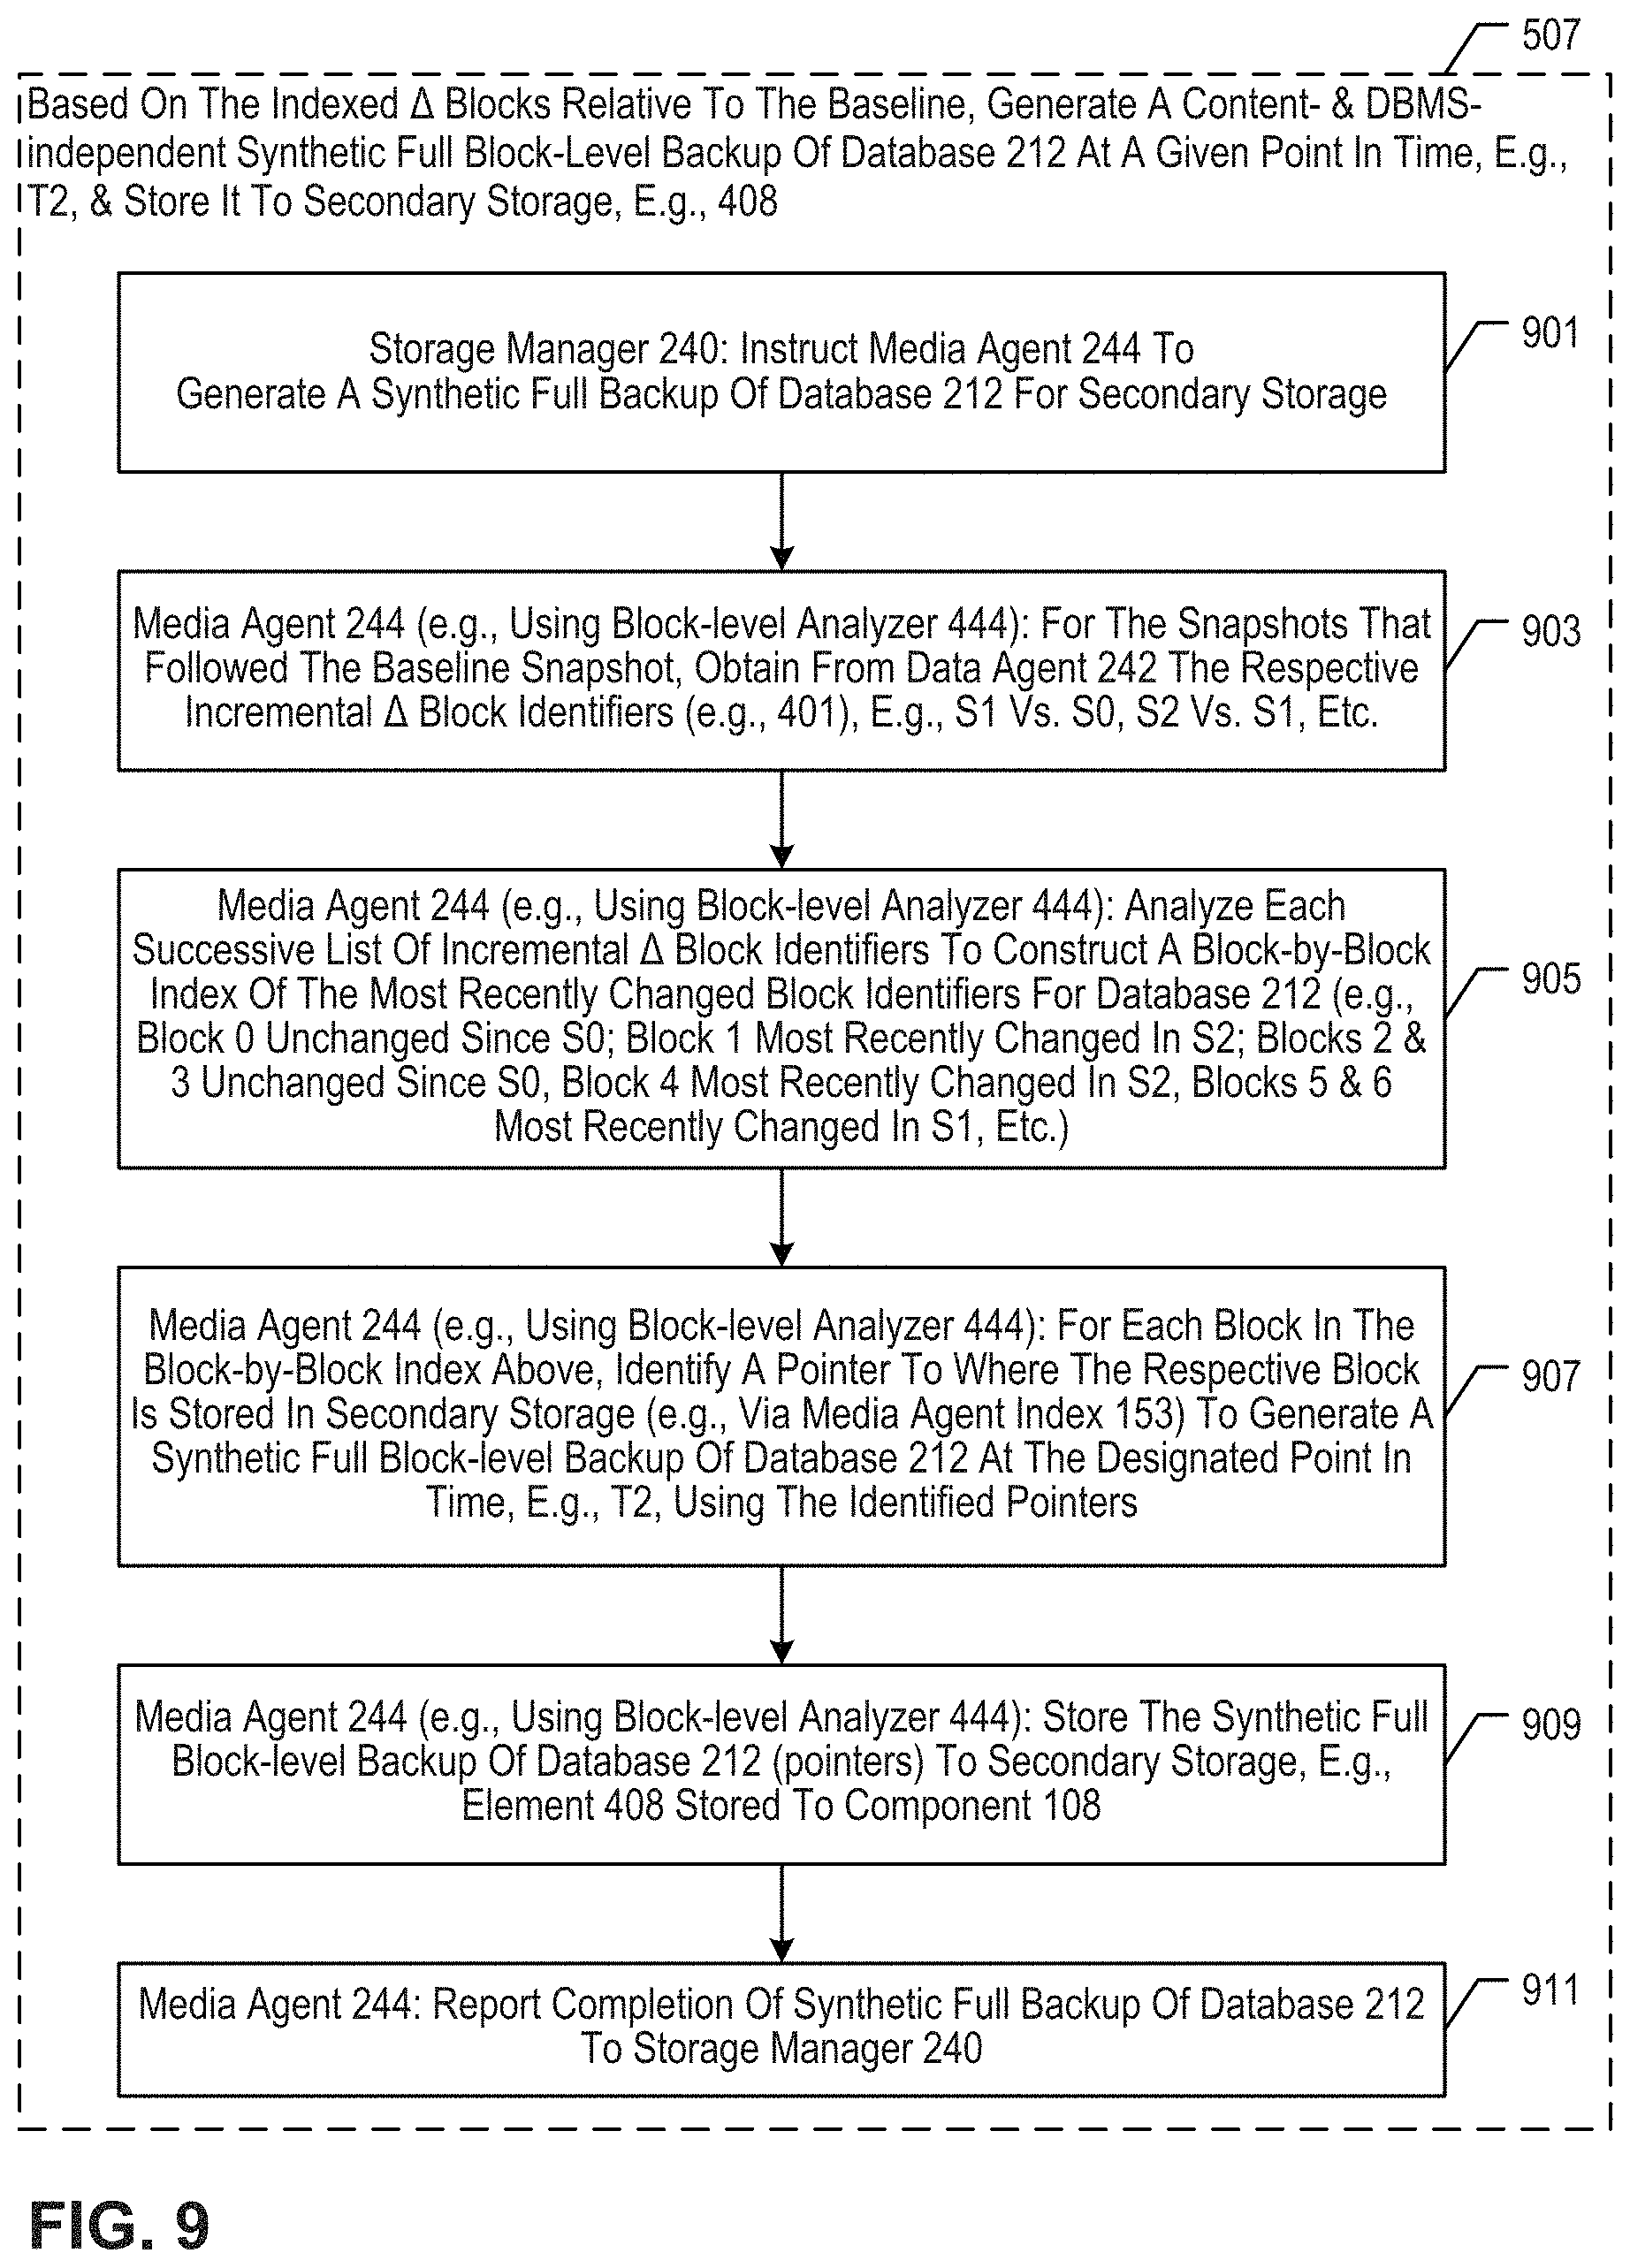 507
Based On The Indexed Δ Blocks Relative To The Baseline, Generate A Content- & DBMS-
independent Synthetic Full Block-Level Backup Of Database 212 At A Given Point In Time, E.g.,
T2, & Store It To Secondary Storage, E.g., 408
Storage Manager 240: Instruct Media Agent 244 To
Generate A Synthetic Full Backup Of Database 212 For Secondary Storage
901
Media Agent 244 (e.g., Using Block-level Analyzer 444): For The Snapshots That
Followed The Baseline Snapshot, Obtain From Data Agent 242 The Respective
Incremental Δ Block Identifiers (e.g., 401), E.g., S1 Vs. S0, S2 Vs. S1, Etc.
903
Media Agent 244 (e.g., Using Block-level Analyzer 444): Analyze Each
Successive List Of Incremental Δ Block Identifiers To Construct A Block-by-Block
Index Of The Most Recently Changed Block Identifiers For Database 212 (e.g.,
Block 0 Unchanged Since S0; Block 1 Most Recently Changed In S2; Blocks 2 &
3 Unchanged Since S0, Block 4 Most Recently Changed In S2, Blocks 5 & 6
Most Recently Changed In S1, Etc.)
905
Media Agent 244 (e.g., Using Block-level Analyzer 444): For Each Block In The
Block-by-Block Index Above, Identify A Pointer To Where The Respective Block
Is Stored In Secondary Storage (e.g., Via Media Agent Index 153) To Generate A
Synthetic Full Block-level Backup Of Database 212 At The Designated Point In
Time, E.g., T2, Using The Identified Pointers
907
Media Agent 244 (e.g., Using Block-level Analyzer 444): Store The Synthetic Full
Block-level Backup Of Database 212 (pointers) To Secondary Storage, E.g.,
Element 408 Stored To Component 108
909
Media Agent 244: Report Completion Of Synthetic Full Backup Of Database 212
To Storage Manager 240
911
FIG. 9